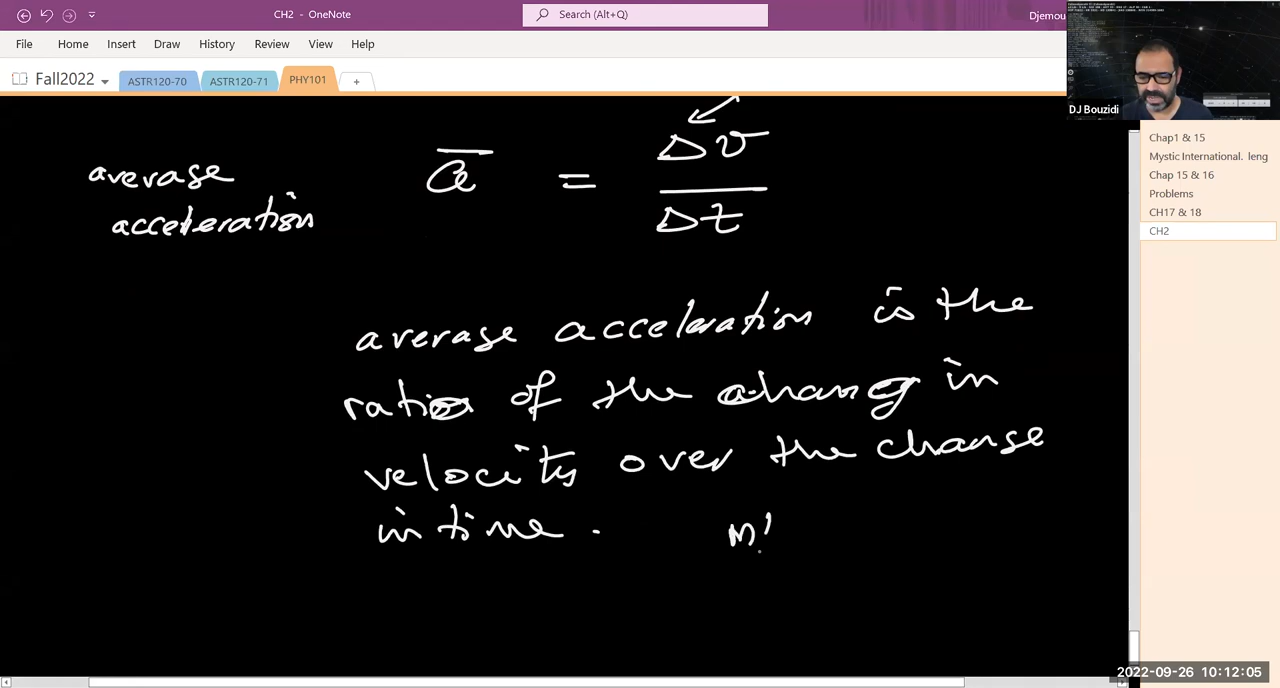 CH2 - OneNote
Search (Alt+Q)
Djemou
File Home Insert Draw History Review View Help
Fall2022 ASTR120-70 ASTR120-71 PHY101 +
DJ Bouzidi
Chap1 & 15
Mystic International. leng
Chap 15 & 16
Problems
CH17 & 18
CH2
average
acceleration
a = Δv
Δt
average acceleration is the
ratio of the chang in
velocity over the change
in time.
m/
2022-09-26 10:12:05